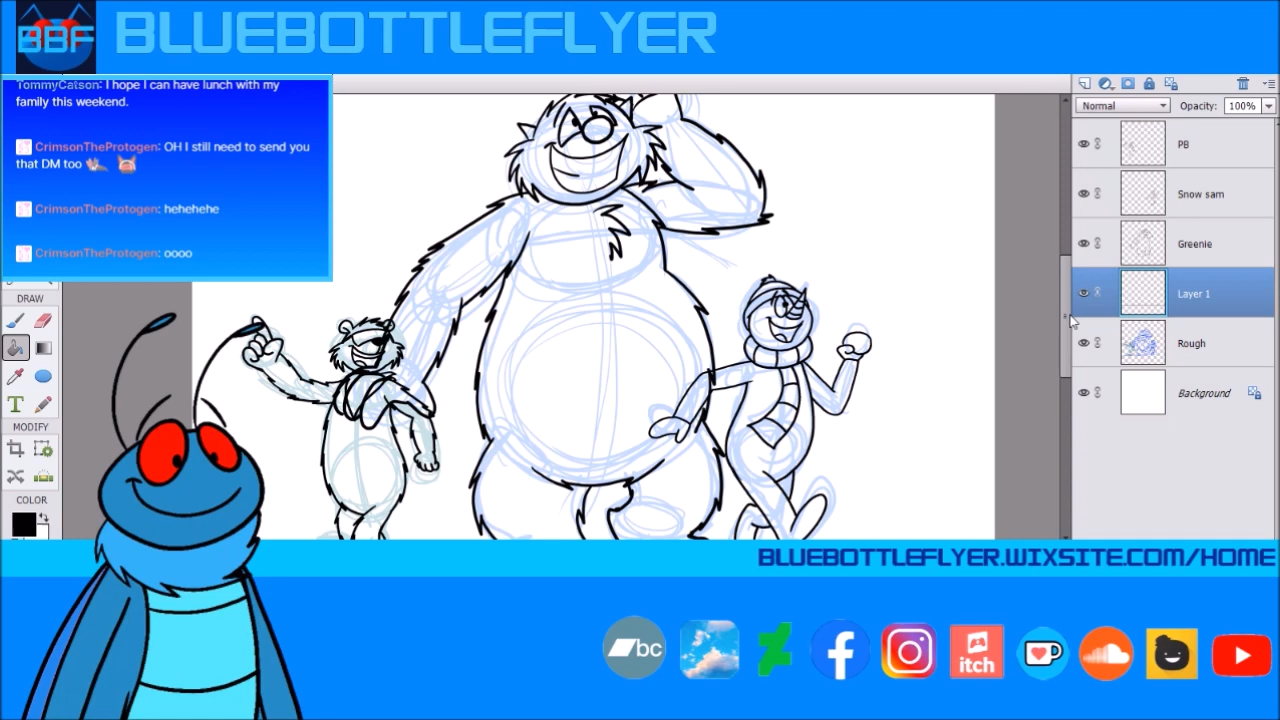 BBF
BLUEBOTTLEFLYER
TommyCatson: I hope I can have lunch with my
family this weekend.
CrimsonTheProtogen: OH I still need to send you
that DM too
CrimsonTheProtogen: hehehehe
CrimsonTheProtogen: oooo
DRAW
T
MODIFY
COLOR
Normal
Opacity: 100%
PB
Snow sam
Greenie
Layer 1
Rough
Background
BLUEBOTTLEFLYER.WIXSITE.COM/HOME
bc
itch